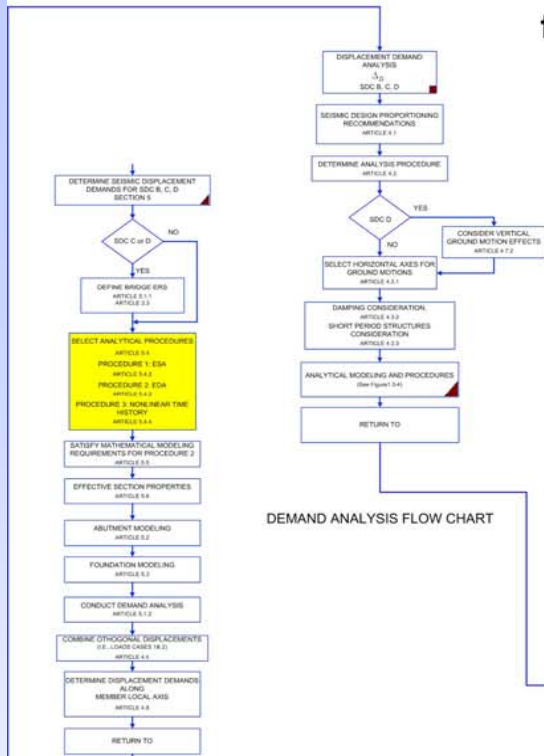 DETERMINE SEISMIC DISPLACEMENT
DEMANDS FOR SDC B, C, D
SECTION 5
SDC C or D
NO
YES
DEFINE BRIDGE ERS
ARTICLE 3.3
SELECT ANALYTICAL PROCEDURES
ARTICLE 5.4
PROCEDURE 1: ESA
ARTICLE 5.4.2
PROCEDURE 2: EDA
ARTICLE 5.4.3
PROCEDURE 3: NONLINEAR TIME
HISTORY
ARTICLE 5.4.4
SATISFY MATHEMATICAL MODELING
REQUIREMENTS FOR PROCEDURE 2
ARTICLE 5.5
EFFECTIVE SECTION PROPERTIES
ARTICLE 5.6
ABUTMENT MODELING
ARTICLE 5.2
FOUNDATION MODELING
ARTICLE 5.3
CONDUCT DEMAND ANALYSIS
ARTICLE 5.1.2
COMBINE OTHOGONAL DISPLACEMENTS
(I.E., LOADS CASES 1& 2)
ARTICLE 4.4
DETERMINE DISPLACEMENT DEMANDS
ALONG
MEMBER LOCAL AXIS
ARTICLE 4.8
RETURN TO
DISPLACEMENT DEMAND
ANALYSIS
Δ D
SDC B, C, D
SEISMIC DESIGN PROPORTIONING
RECOMMENDATIONS
ARTICLE 4.1
DETERMINE ANALYSIS PROCEDURE
ARTICLE 4.2
SDC D
YES
NO
CONSIDER VERTICAL
GROUND MOTION EFFECTS
ARTICLE 4.7.2
SELECT HORIZONTAL AXES FOR
GROUND MOTIONS
ARTICLE 4.3.1
DAMPING CONSIDERATION,
ARTICLE 4.3.2
SHORT PERIOD STRUCTURES
CONSIDERATION
ARTICLE 4.3.3
ANALYTICAL MODELING AND PROCEDURES
(See Figure1.3-4)
RETURN TO
DEMAND ANALYSIS FLOW CHART